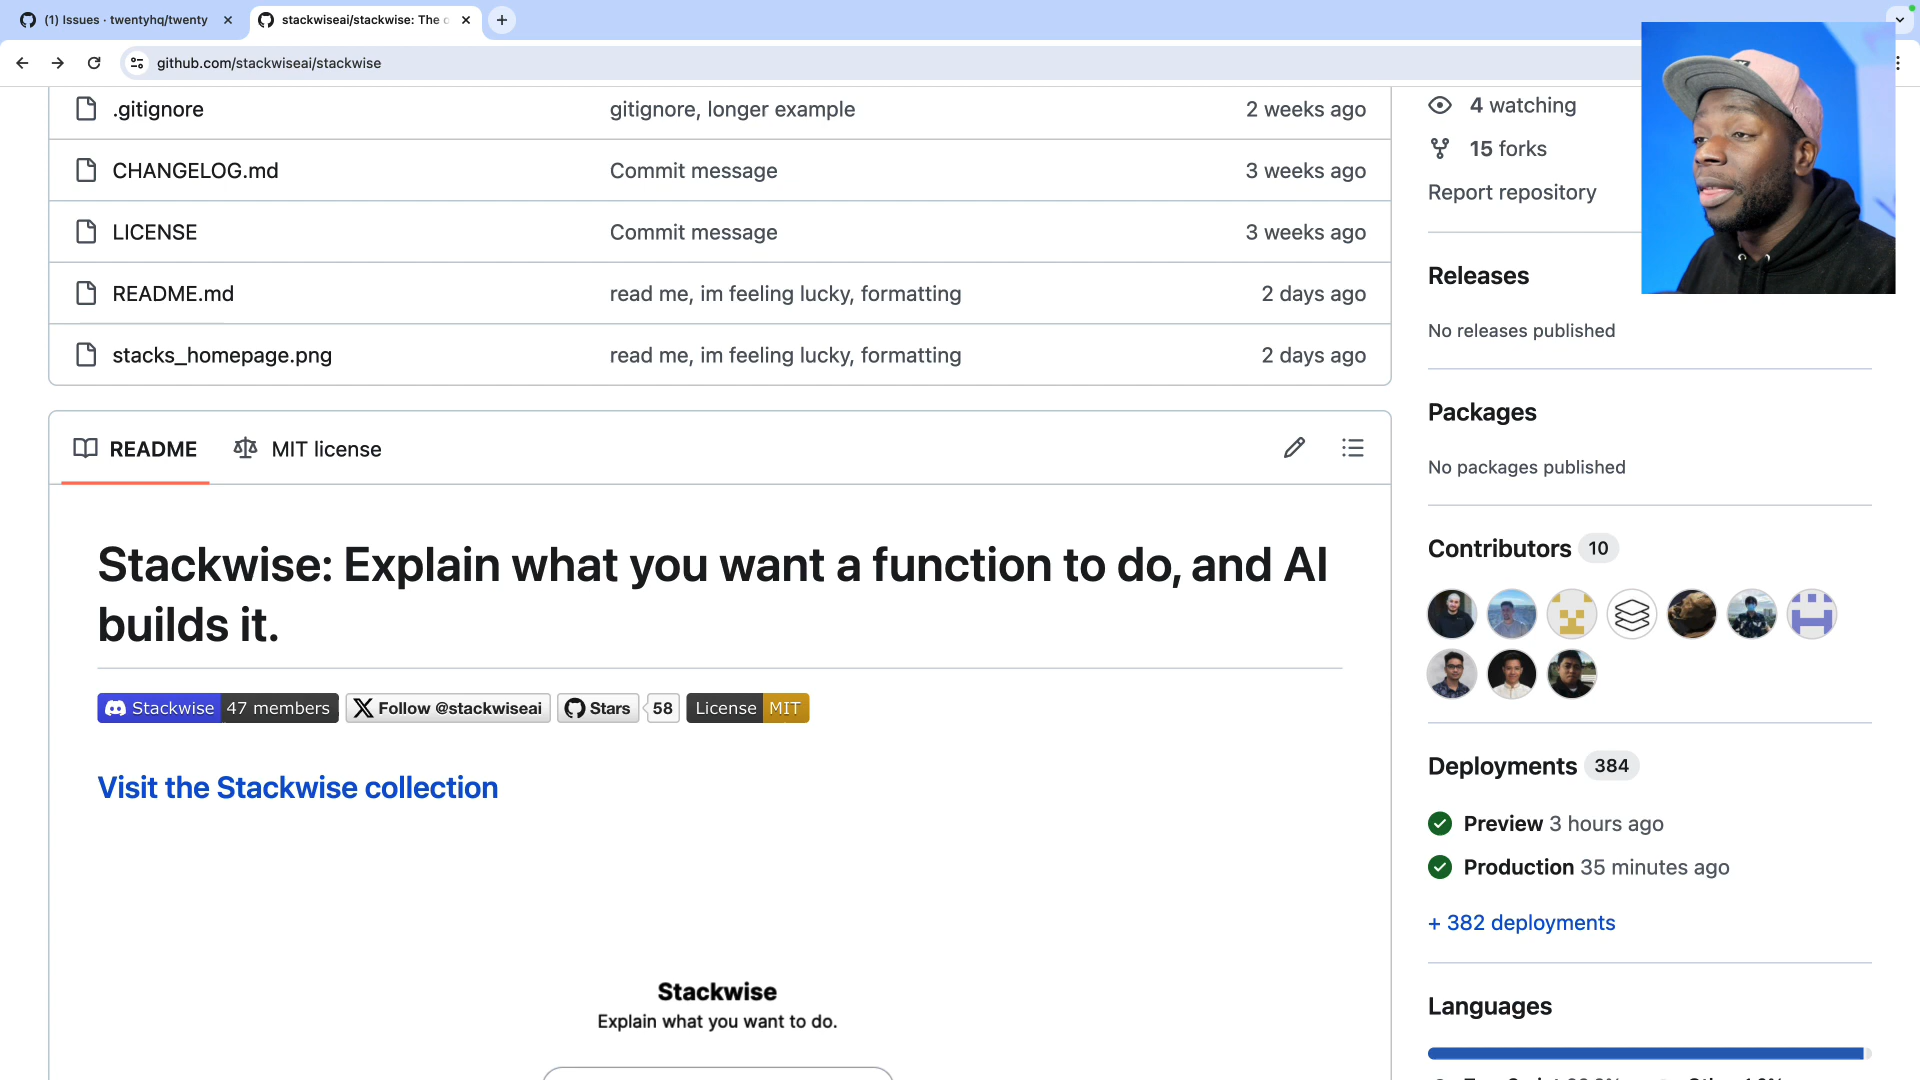 (1) Issues · twentyhq/twenty
stackwiseai/stackwise: The o
github.com/stackwiseai/stackwise
.gitignore gitignore, longer example 2 weeks ago
CHANGELOG.md Commit message 3 weeks ago
LICENSE Commit message 3 weeks ago
README.md read me, im feeling lucky, formatting 2 days ago
stacks_homepage.png read me, im feeling lucky, formatting 2 days ago
README MIT license
Stackwise: Explain what you want a function to do, and AI
builds it.
Stackwise 47 members Follow @stackwiseai Stars 58 License MIT
Visit the Stackwise collection
Stackwise
Explain what you want to do.
4 watching
15 forks
Report repository
Releases
No releases published
Packages
No packages published
Contributors 10
Deployments 384
Preview 3 hours ago
Production 35 minutes ago
+ 382 deployments
Languages